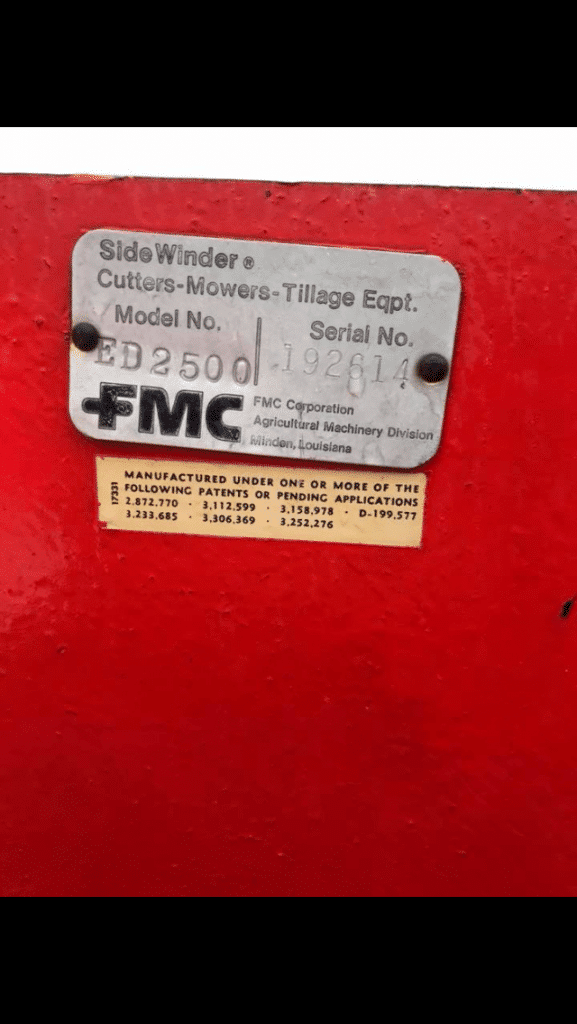 SideWinder ®
Cutters-Mowers-Tillage Eqpt.
Model No. Serial No.
ED2500 192614
FMC
FMC Corporation
Agricultural Machinery Division
Minden, Louisiana
17331
MANUFACTURED UNDER ONE OR MORE OF THE
FOLLOWING PATENTS OR PENDING APPLICATIONS
2,872,770 · 3,112,599 · 3,158,978 · D-199,577
3,233,685 · 3,306,369 · 3,252,276